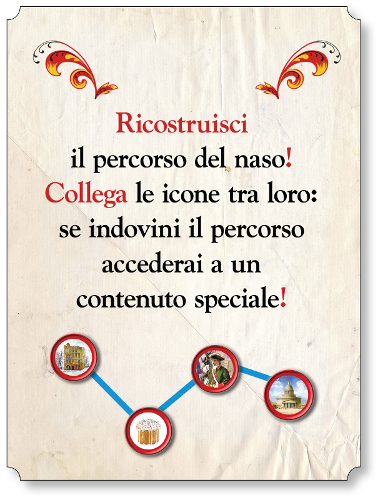 Ricostruisci
il percorso del naso!
Collega le icone tra loro:
se indovini il percorso
accederai a un
contenuto speciale!